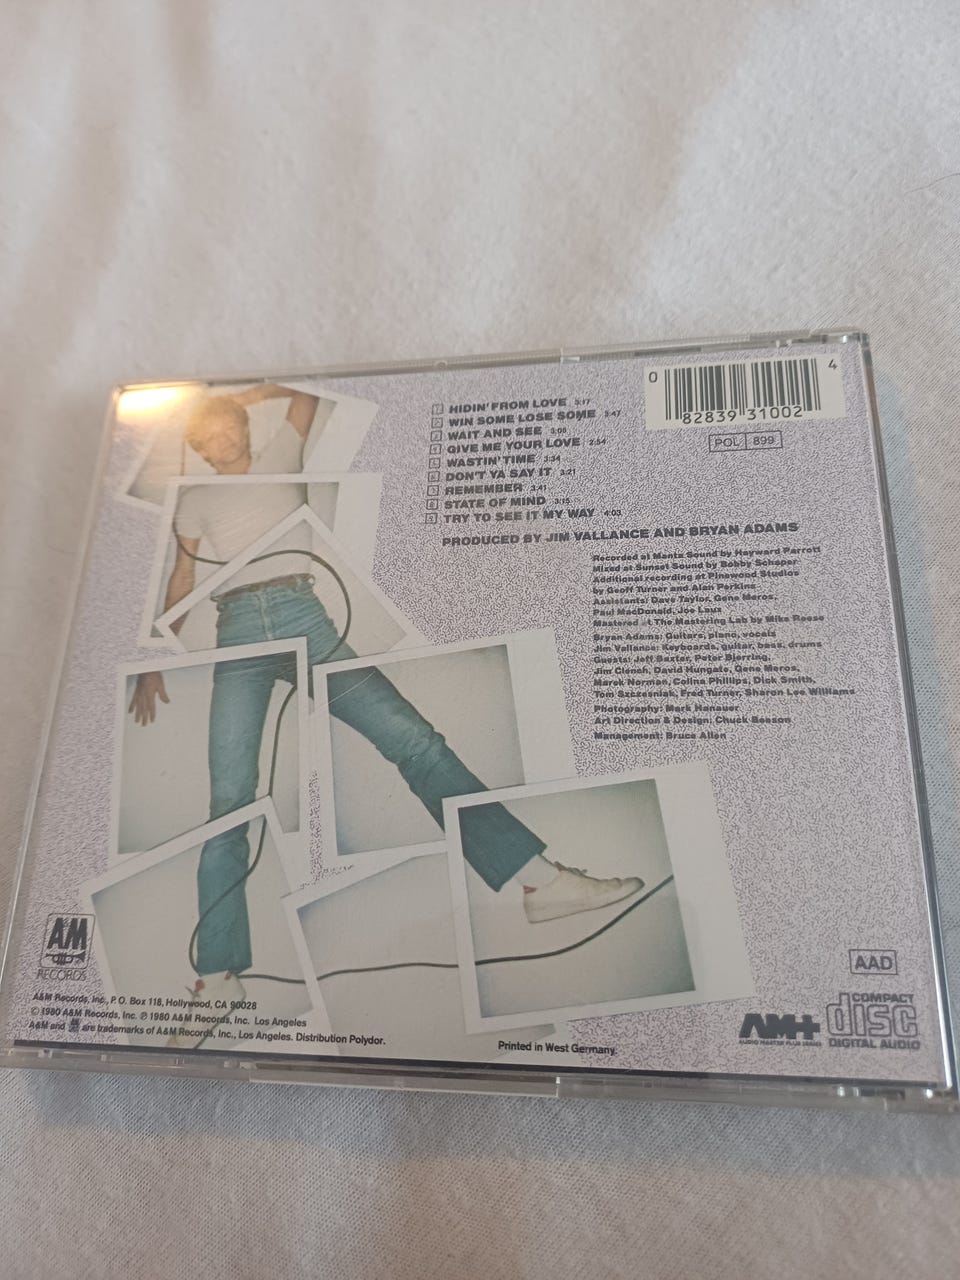 0 82839 31002 4
POL 899
1 HIDIN' FROM LOVE 3:17
2 WIN SOME LOSE SOME 3:47
3 WAIT AND SEE 3:08
4 GIVE ME YOUR LOVE 2:54
5 WASTIN' TIME 3:34
6 DON'T YA SAY IT 3:21
7 REMEMBER 3:41
8 STATE OF MIND 3:15
9 TRY TO SEE IT MY WAY 4:03
PRODUCED BY JIM VALLANCE AND BRYAN ADAMS
Recorded at Manta Sound by Hayward Parrott
Mixed at Sunset Sound by Bobby Schaper
Additional recording at Pinewood Studios
by Geoff Turner and Alan Perkins
Assistants: Dave Taylor, Gene Meros,
Paul MacDonald, Joe Laux
Mastered at The Mastering Lab by Mike Reese
Bryan Adams: Guitars, piano, vocals
Jim Vallance: Keyboards, guitar, bass, drums
Guests: Jeff Baxter, Peter Bjerring,
Jim Clench, David Hungate, Gene Meros,
Marek Norman, Colina Phillips, Dick Smith,
Tom Szczesniak, Fred Turner, Sharon Lee Williams
Photography: Mark Hanauer
Art Direction & Design: Chuck Beeson
Management: Bruce Allen
AM
RECORDS
A&M Records, Inc., P. O. Box 118, Hollywood, CA 90028
© 1980 A&M Records, Inc. ℗ 1980 A&M Records, Inc. Los Angeles
A&M and AM are trademarks of A&M Records, Inc., Los Angeles. Distribution Polydor.
Printed in West Germany.
AAD
AM+
AUDIO MASTER PLUS SERIES
COMPACT
disc
DIGITAL AUDIO